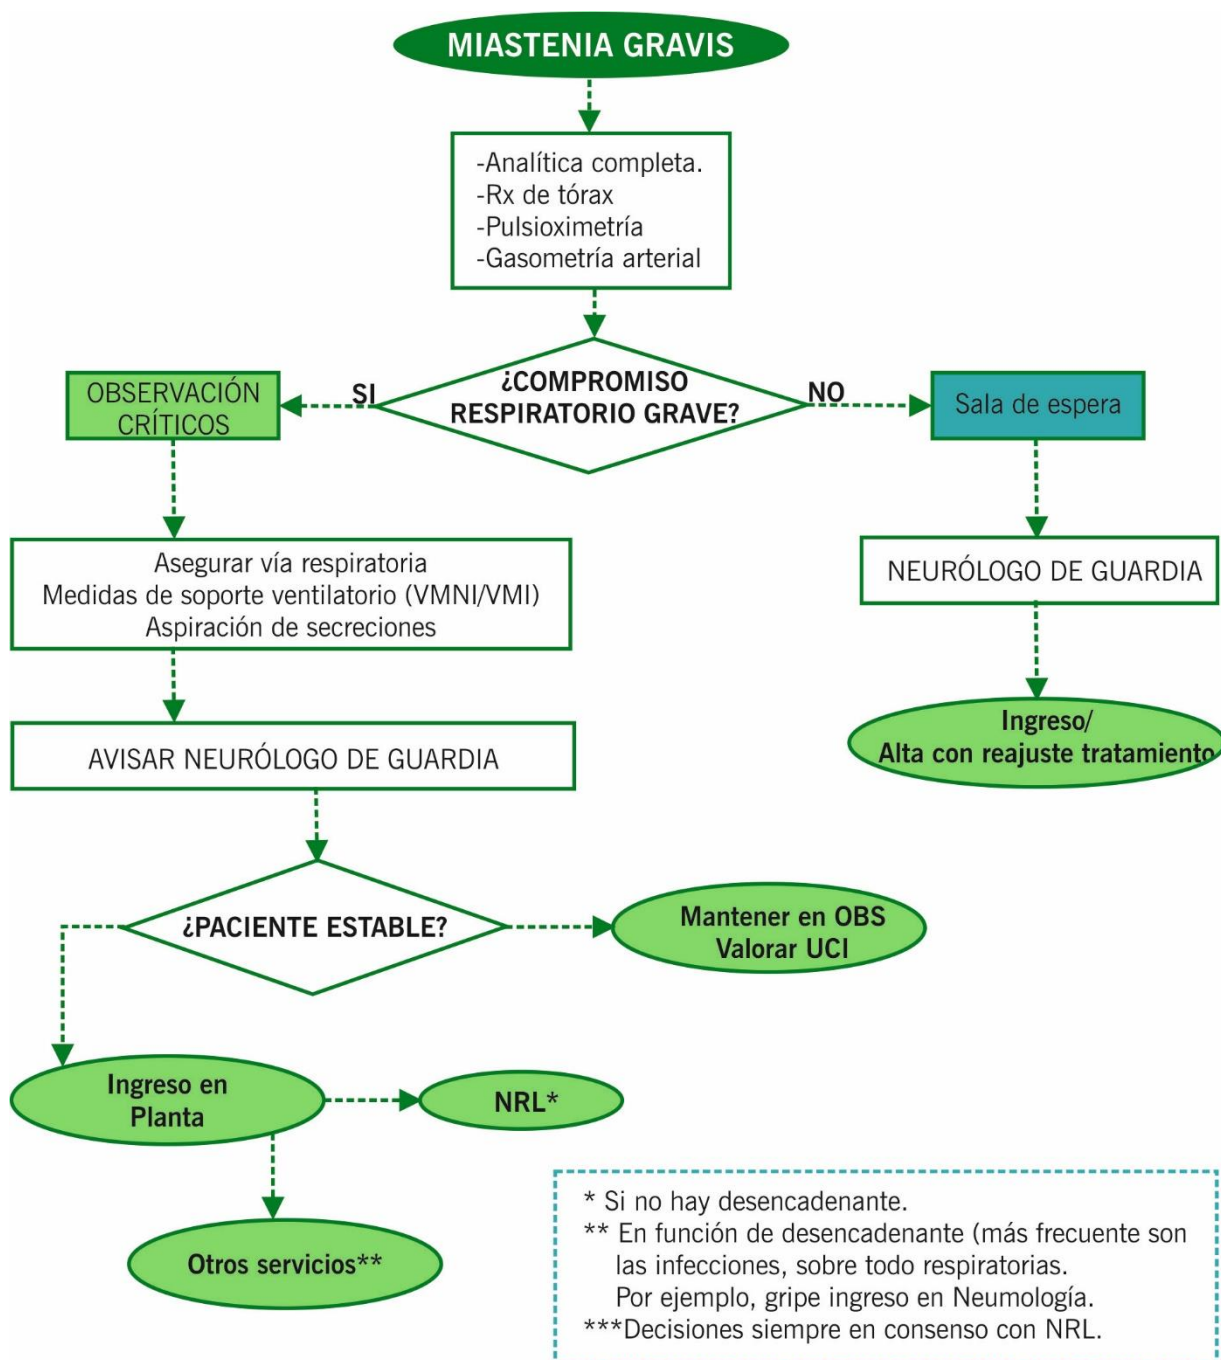 MIASTENIA GRAVIS
-Analítica completa.
-Rx de tórax
-Pulsioximetría
-Gasometría arterial
¿COMPROMISO
RESPIRATORIO GRAVE?
SI
NO
OBSERVACIÓN
CRÍTICOS
Sala de espera
Asegurar vía respiratoria
Medidas de soporte ventilatorio (VMNI/VMI)
Aspiración de secreciones
NEURÓLOGO DE GUARDIA
AVISAR NEURÓLOGO DE GUARDIA
Ingreso/
Alta con reajuste tratamiento
¿PACIENTE ESTABLE?
Mantener en OBS
Valorar UCI
Ingreso en
Planta
NRL*
Otros servicios**
* Si no hay desencadenante.
** En función de desencadenante (más frecuente son
las infecciones, sobre todo respiratorias.
Por ejemplo, gripe ingreso en Neumología.
***Decisiones siempre en consenso con NRL.